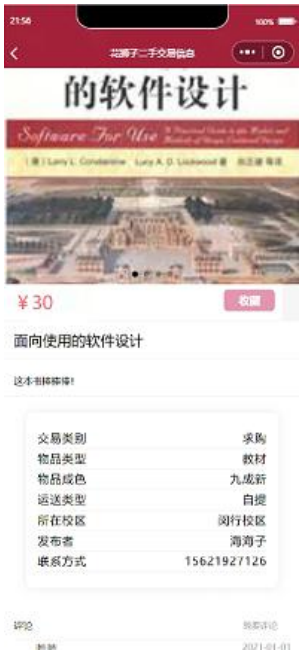 21:56
100%
花狮子二手交易信息
的软件设计
Software For Use
[美] Larry L. Constantine Lucy A. D. Lockwood 著
¥30
收藏
面向使用的软件设计
这本书棒棒棒!
交易类别 求购
物品类型 教材
物品成色 九成新
运送类型 自提
所在校区 闵行校区
发布者 海海子
联系方式 15621927126
评论 我要评论
2021-01-01